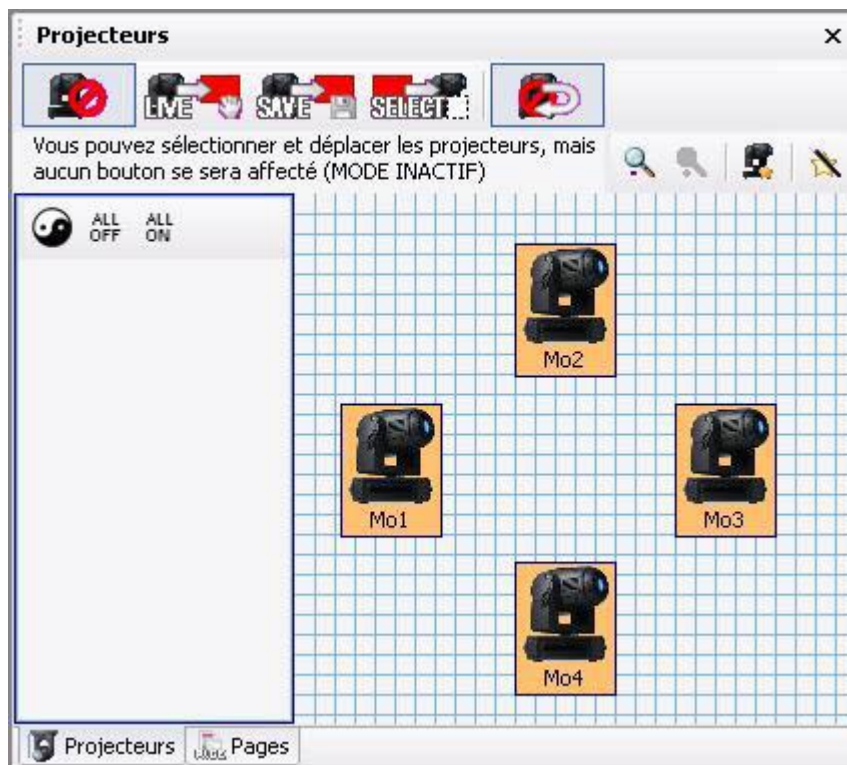 Projecteurs
LIVE SAVE SELECT
Vous pouvez sélectionner et déplacer les projecteurs, mais
aucun bouton se sera affecté (MODE INACTIF)
ALL OFF ALL ON
Mo2
Mo1 Mo3
Mo4
Projecteurs Pages